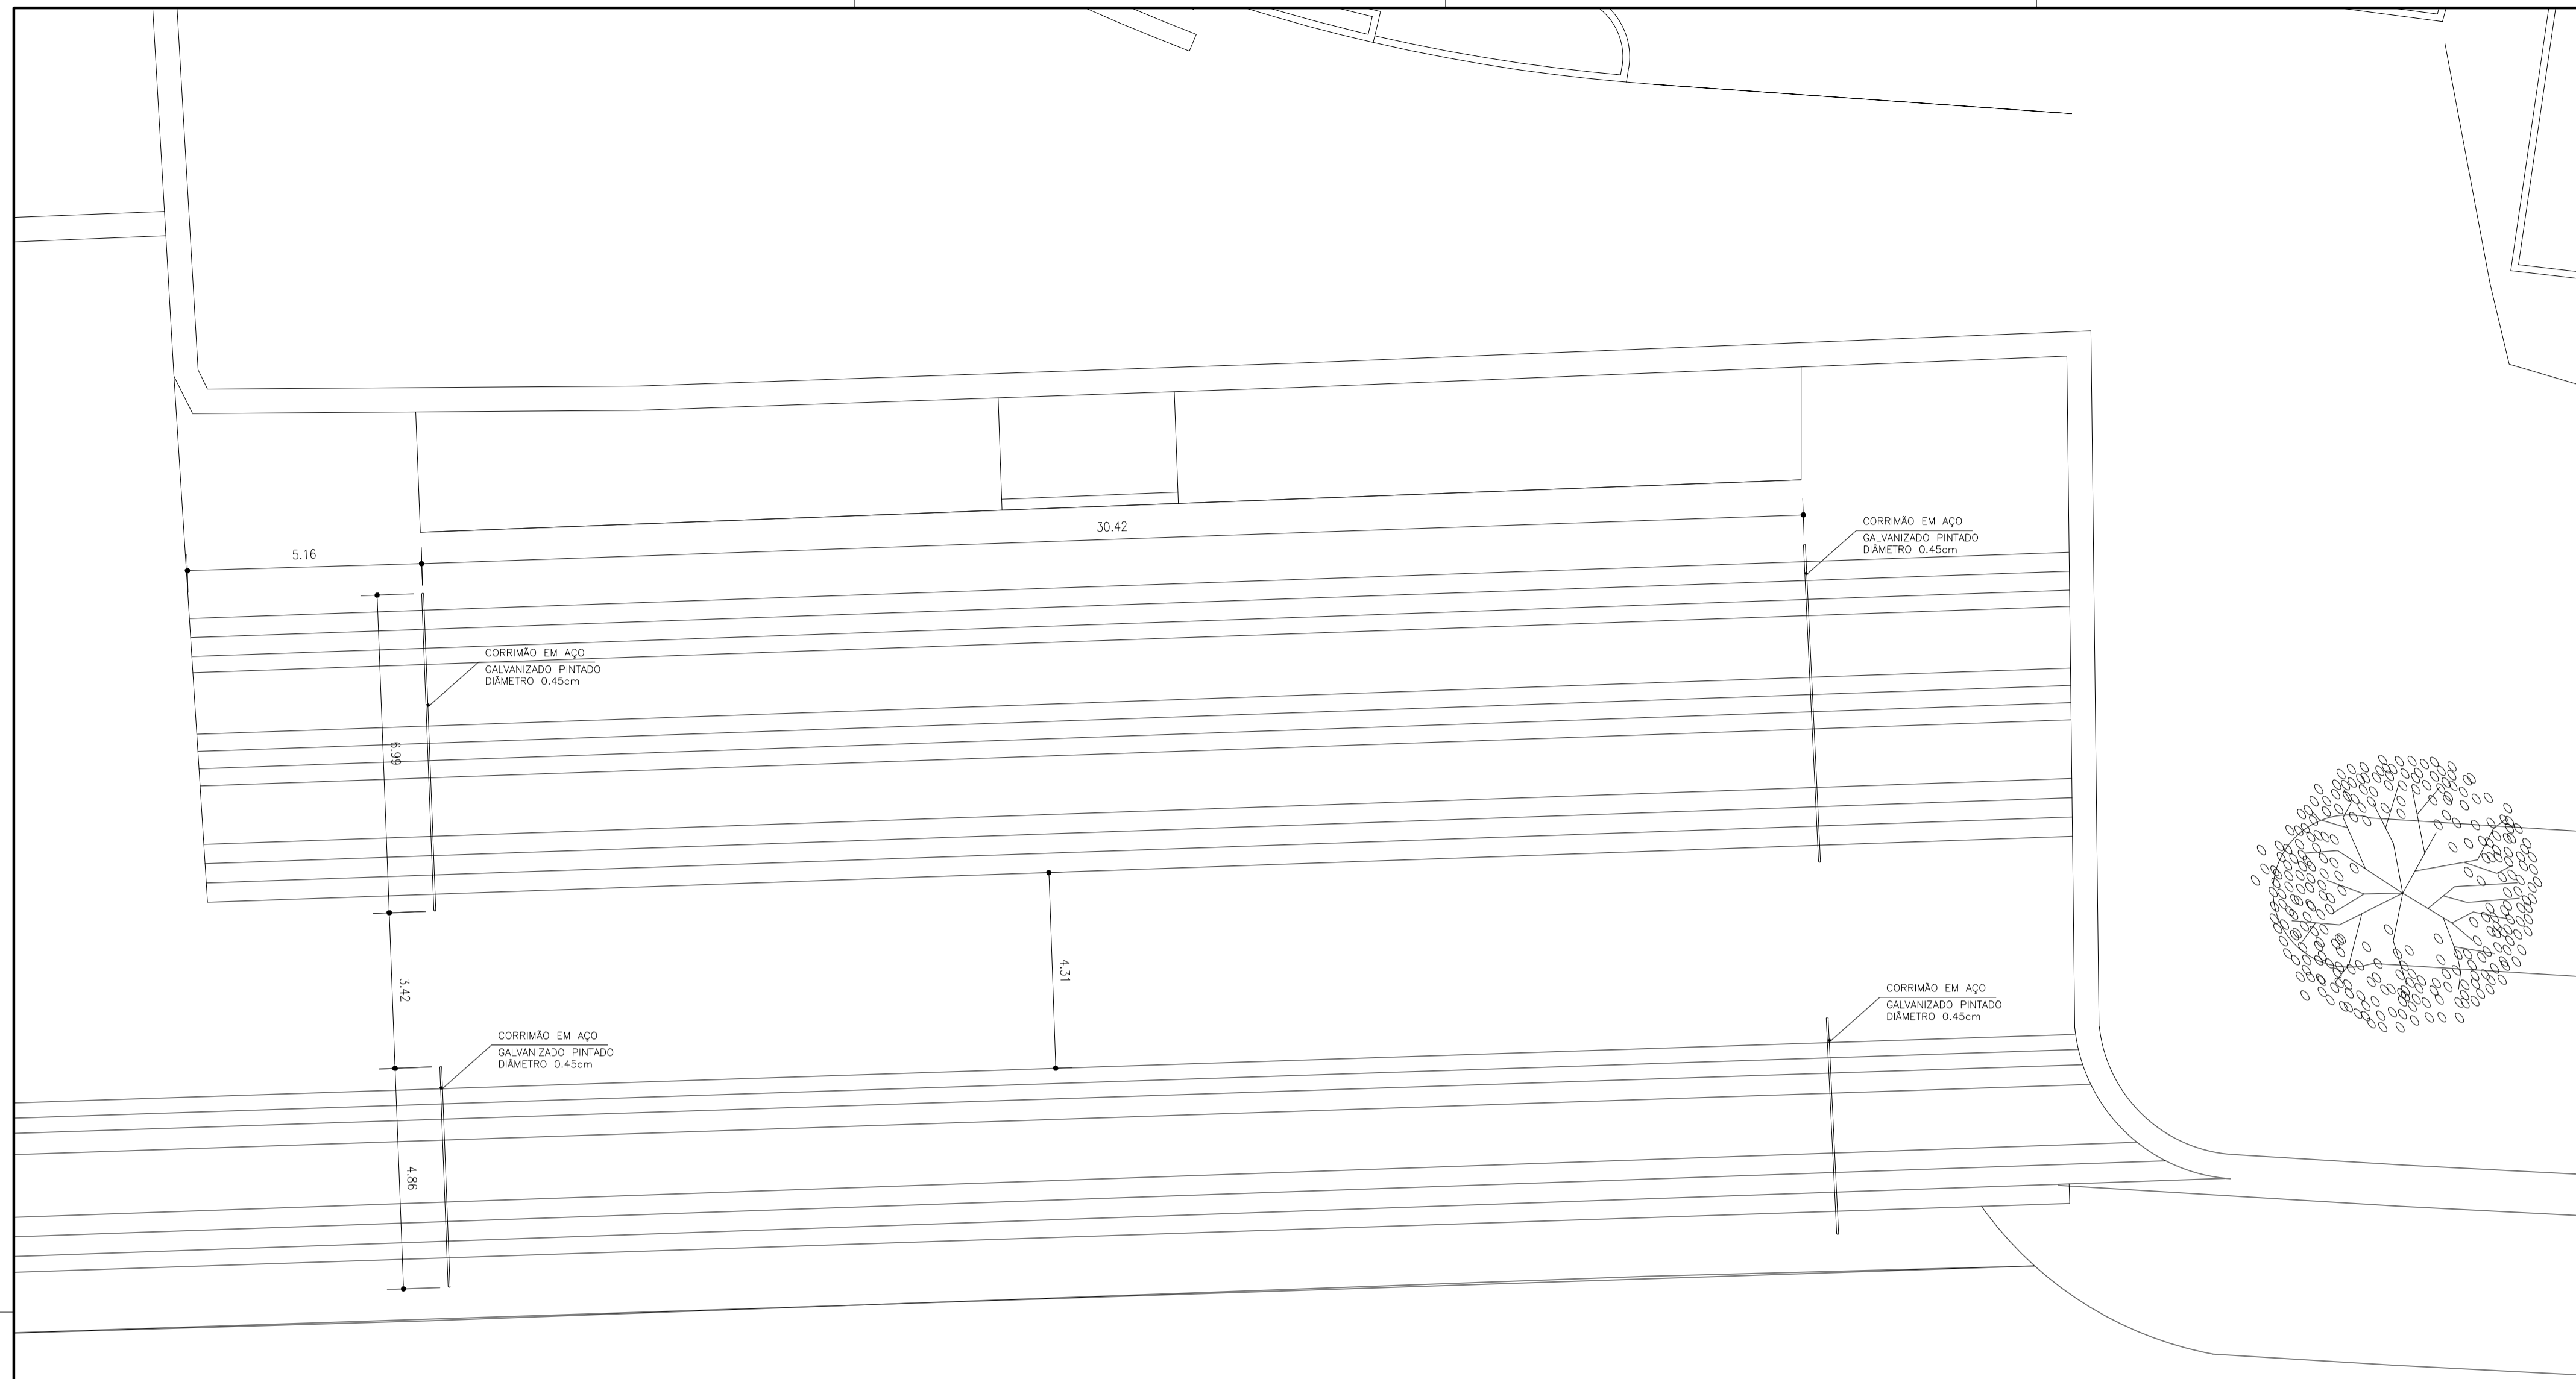 30.42
CORRIMÃO EM AÇO
GALVANIZADO PINTADO
DIÂMETRO 0.45cm
5.16
CORRIMÃO EM AÇO
GALVANIZADO PINTADO
DIÂMETRO 0.45cm
6.99
4.31
3.42
CORRIMÃO EM AÇO
GALVANIZADO PINTADO
DIÂMETRO 0.45cm
CORRIMÃO EM AÇO
GALVANIZADO PINTADO
DIÂMETRO 0.45cm
4.86